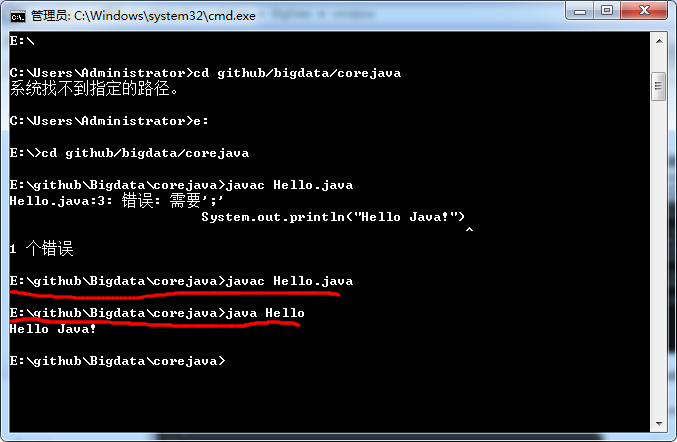 管理员: C:\Windows\system32\cmd.exe
E:\
C:\Users\Administrator>cd github/bigdata/corejava
系统找不到指定的路径。
C:\Users\Administrator>e:
E:\>cd github/bigdata/corejava
E:\github\Bigdata\corejava>javac Hello.java
Hello.java:3: 错误: 需要';'
System.out.println("Hello Java!")
^
1 个错误
E:\github\Bigdata\corejava>javac Hello.java
E:\github\Bigdata\corejava>java Hello
Hello Java!
E:\github\Bigdata\corejava>